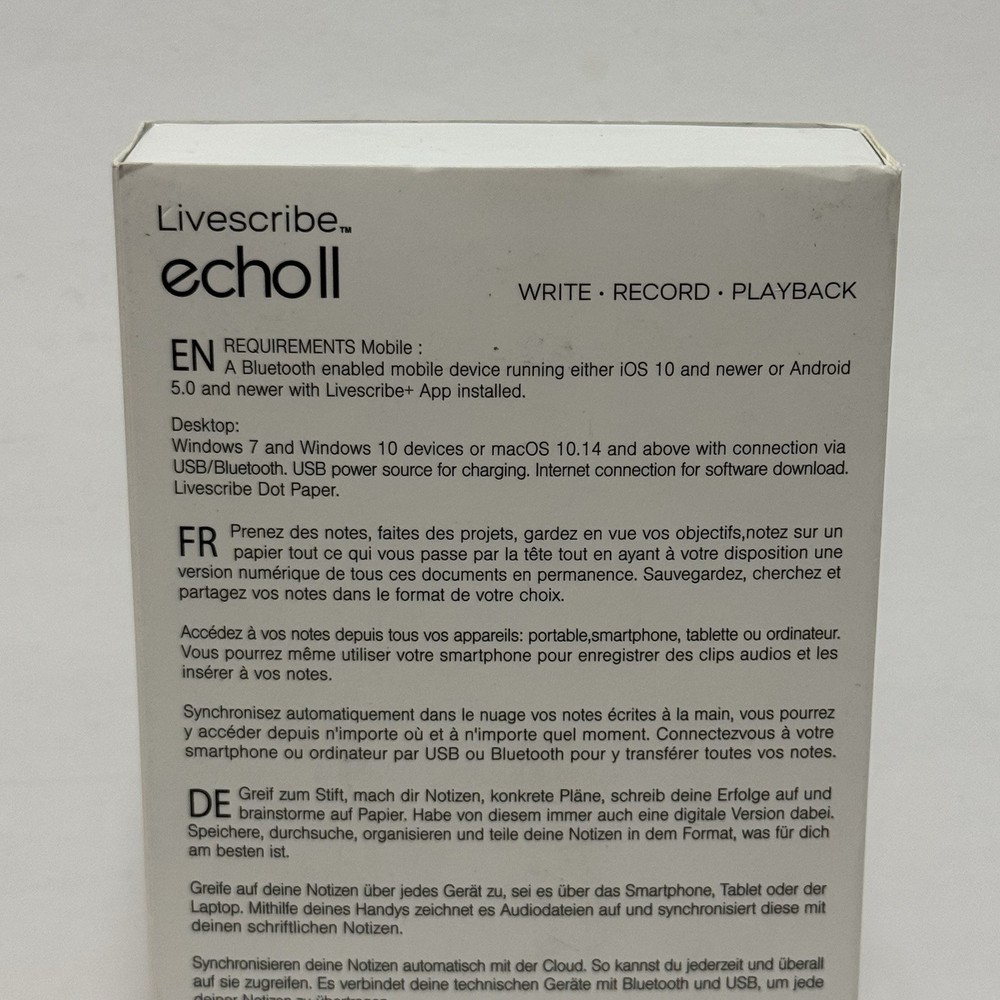 Livescribe™
echo II
WRITE · RECORD · PLAYBACK
EN REQUIREMENTS Mobile :
A Bluetooth enabled mobile device running either iOS 10 and newer or Android
5.0 and newer with Livescribe+ App installed.
Desktop:
Windows 7 and Windows 10 devices or macOS 10.14 and above with connection via
USB/Bluetooth. USB power source for charging. Internet connection for software download.
Livescribe Dot Paper.
FR Prenez des notes, faites des projets, gardez en vue vos objectifs,notez sur un
papier tout ce qui vous passe par la tête tout en ayant à votre disposition une
version numérique de tous ces documents en permanence. Sauvegardez, cherchez et
partagez vos notes dans le format de votre choix.
Accédez à vos notes depuis tous vos appareils: portable,smartphone, tablette ou ordinateur.
Vous pourrez même utiliser votre smartphone pour enregistrer des clips audios et les
insérer à vos notes.
Synchronisez automatiquement dans le nuage vos notes écrites à la main, vous pourrez
y accéder depuis n'importe où et à n'importe quel moment. Connectezvous à votre
smartphone ou ordinateur par USB ou Bluetooth pour y transférer toutes vos notes.
DE Greif zum Stift, mach dir Notizen, konkrete Pläne, schreib deine Erfolge auf und
brainstorme auf Papier. Habe von diesem immer auch eine digitale Version dabei.
Speichere, durchsuche, organisieren und teile deine Notizen in dem Format, was für dich
am besten ist.
Greife auf deine Notizen über jedes Gerät zu, sei es über das Smartphone, Tablet oder der
Laptop. Mithilfe deines Handys zeichnet es Audiodateien auf und synchronisiert diese mit
deinen schriftlichen Notizen.
Synchronisieren deine Notizen automatisch mit der Cloud. So kannst du jederzeit und überall
auf sie zugreifen. Es verbindet deine technischen Geräte mit Bluetooth und USB, um jede